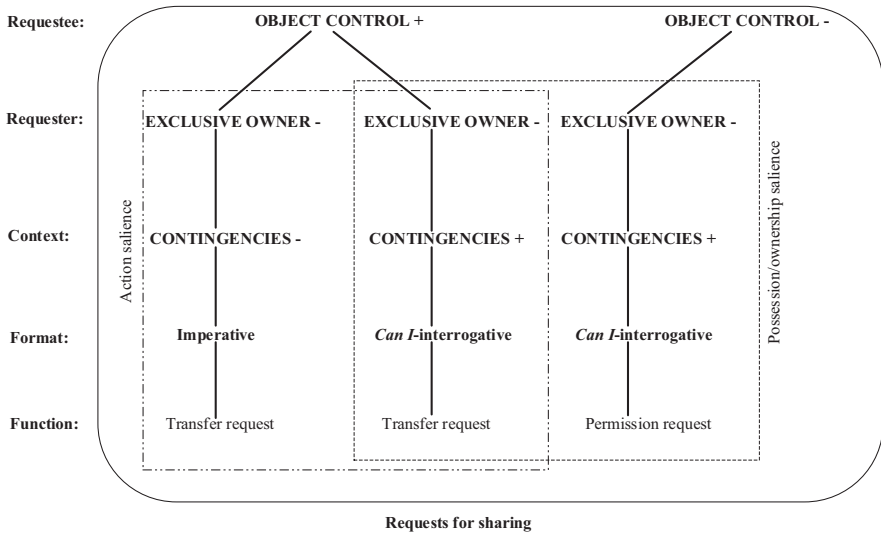 Requestee: OBJECT CONTROL + OBJECT CONTROL -
Requester: EXCLUSIVE OWNER - EXCLUSIVE OWNER - EXCLUSIVE OWNER -
Action salience
Possession/ownership salience
Context: CONTINGENCIES - CONTINGENCIES + CONTINGENCIES +
Format: Imperative Can I-interrogative Can I-interrogative
Function: Transfer request Transfer request Permission request
Requests for sharing